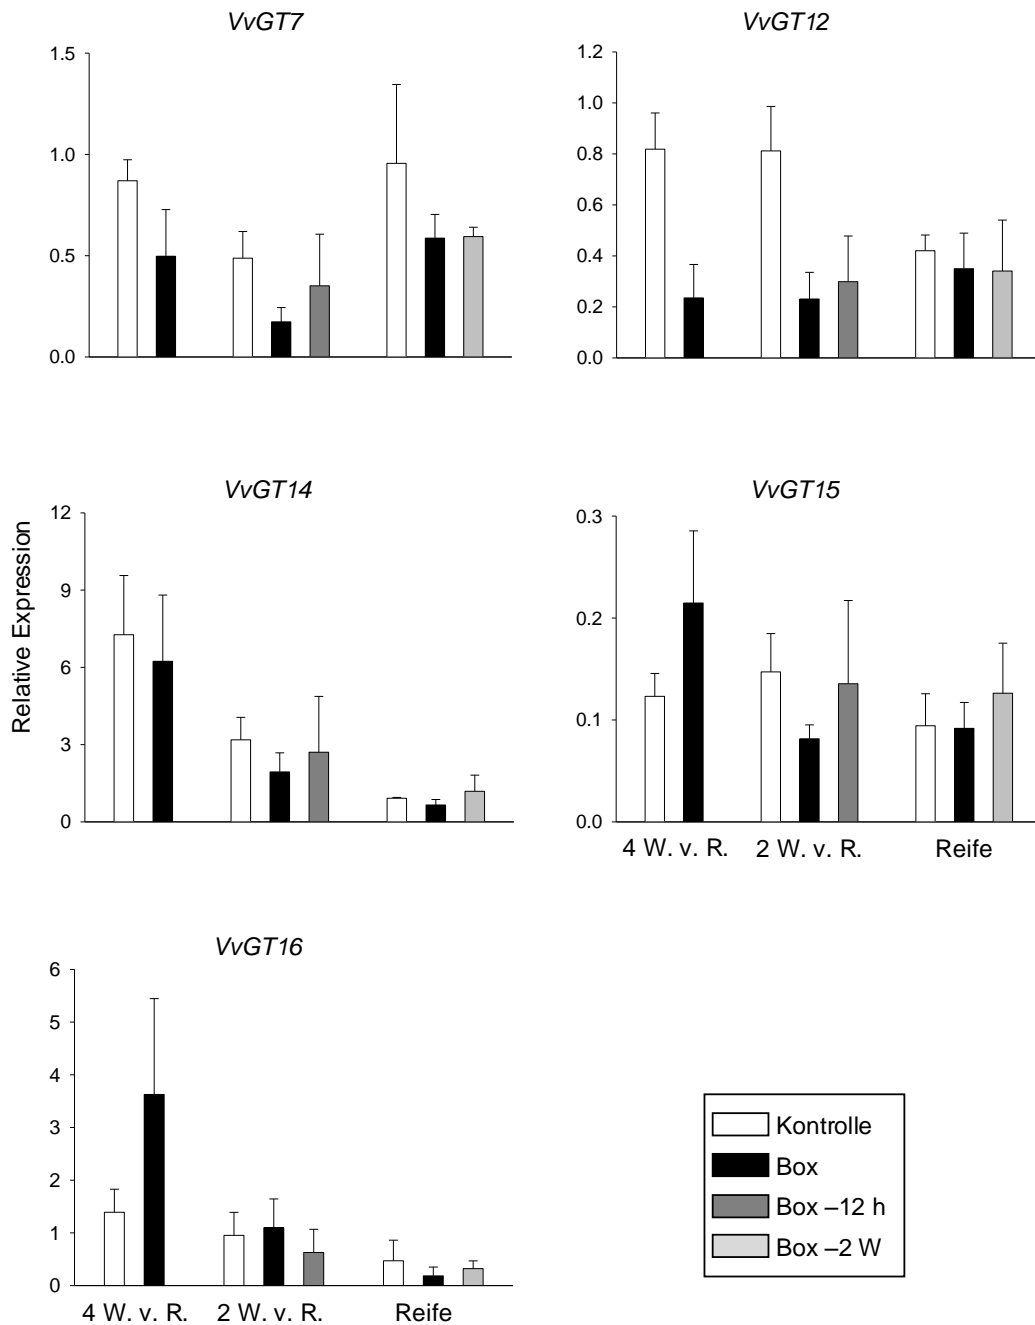 VvGT7
1.5
1.0
0.5
0.0
VvGT12
1.2
1.0
0.8
0.6
0.4
0.2
0.0
Relative Expression
VvGT14
12
9
6
3
0
VvGT15
0.3
0.2
0.1
0.0
4 W. v. R. 2 W. v. R. Reife
VvGT16
6
5
4
3
2
1
0
4 W. v. R. 2 W. v. R. Reife
Kontrolle
Box
Box –12 h
Box –2 W